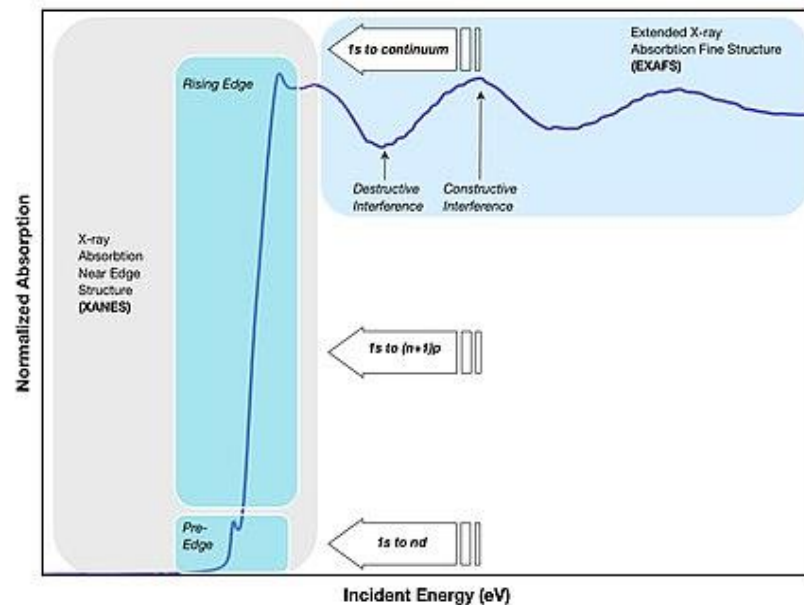 1s to continuum
Extended X-ray
Absorbtion Fine Structure
(EXAFS)
Rising Edge
Destructive
Interference
Constructive
Interference
X-ray
Absorbtion
Near Edge
Structure
(XANES)
1s to (n+1)p
Pre-
Edge
1s to nd
Normalized Absorption
Incident Energy (eV)